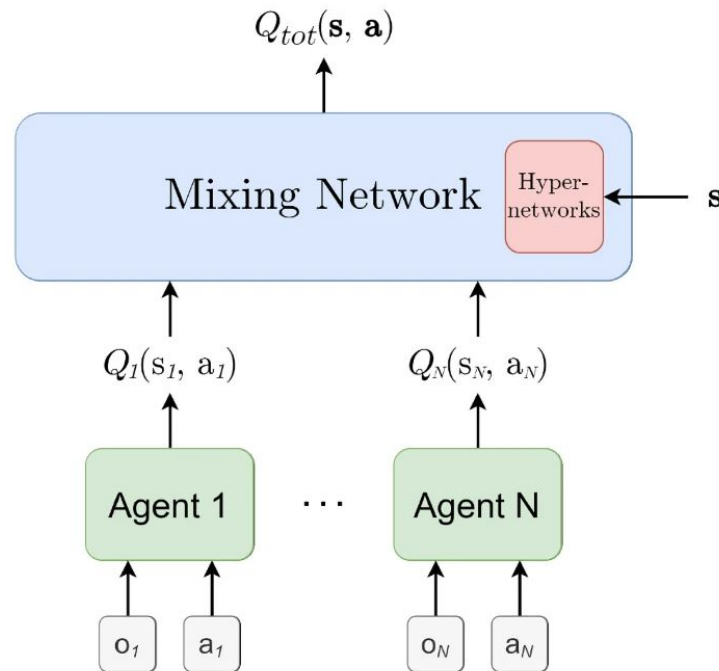 Q_tot(s, a)
Mixing Network
Hyper-
networks
s
Q_1(s_1, a_1)
Q_N(s_N, a_N)
Agent 1
...
Agent N
o_1
a_1
o_N
a_N